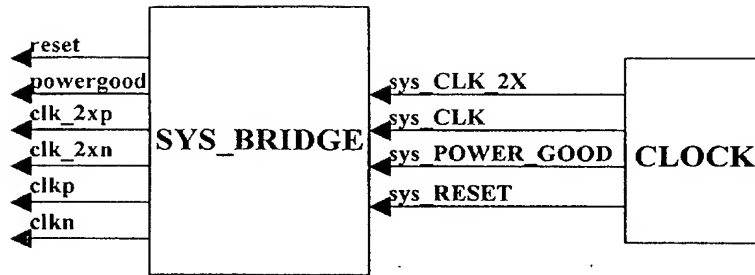 reset
powergood
clk_2xp
clk_2xn
clkp
clkn
SYS_BRIDGE
sys_CLK_2X
sys_CLK
sys_POWER_GOOD
sys_RESET
CLOCK